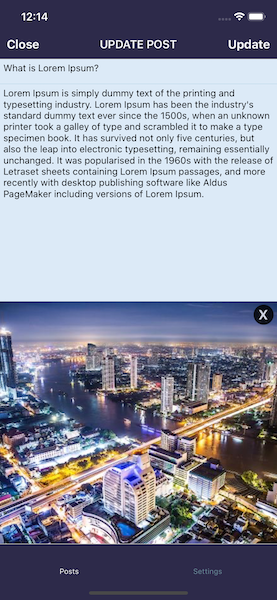 12:14
Close UPDATE POST Update
What is Lorem Ipsum?
Lorem Ipsum is simply dummy text of the printing and
typesetting industry. Lorem Ipsum has been the industry's
standard dummy text ever since the 1500s, when an unknown
printer took a galley of type and scrambled it to make a type
specimen book. It has survived not only five centuries, but
also the leap into electronic typesetting, remaining essentially
unchanged. It was popularised in the 1960s with the release of
Letraset sheets containing Lorem Ipsum passages, and more
recently with desktop publishing software like Aldus
PageMaker including versions of Lorem Ipsum.
X
Posts Settings